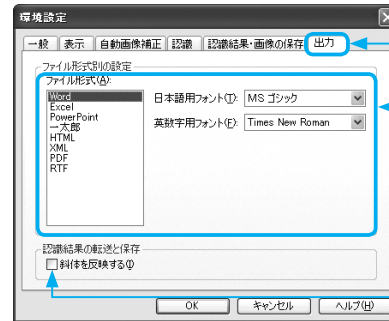 環境設定
一般 表示 自動画像補正 認識 認識結果・画像の保存 出力
ファイル形式別の設定
ファイル形式(A):
Word
Excel
PowerPoint
一太郎
HTML
XML
PDF
RTF
日本語用フォント(T): MS ゴシック
英数字用フォント(F): Times New Roman
認識結果の転送と保存
斜体を反映する(I)
OK キャンセル ヘルプ(H)